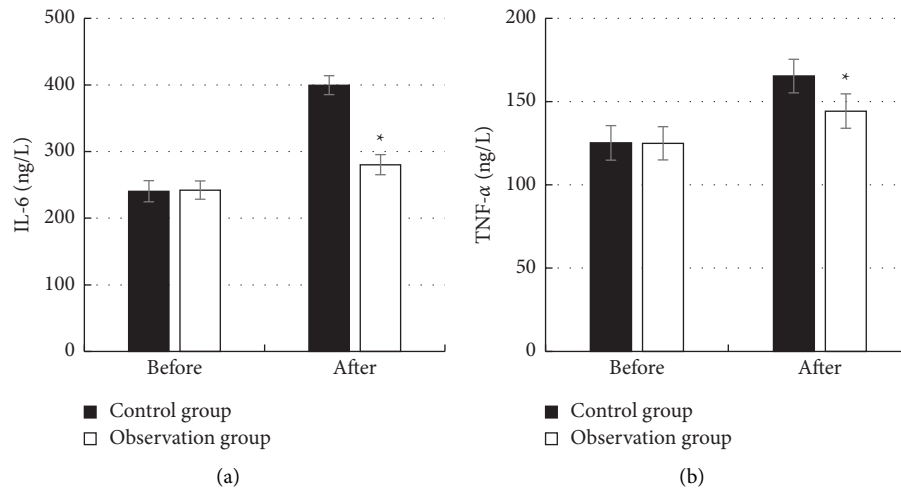 500
400
300
200
100
0
IL-6 (ng/L)
*
Before
After
Control group
Observation group
(a)
200
150
100
50
0
TNF-α (ng/L)
*
Before
After
Control group
Observation group
(b)